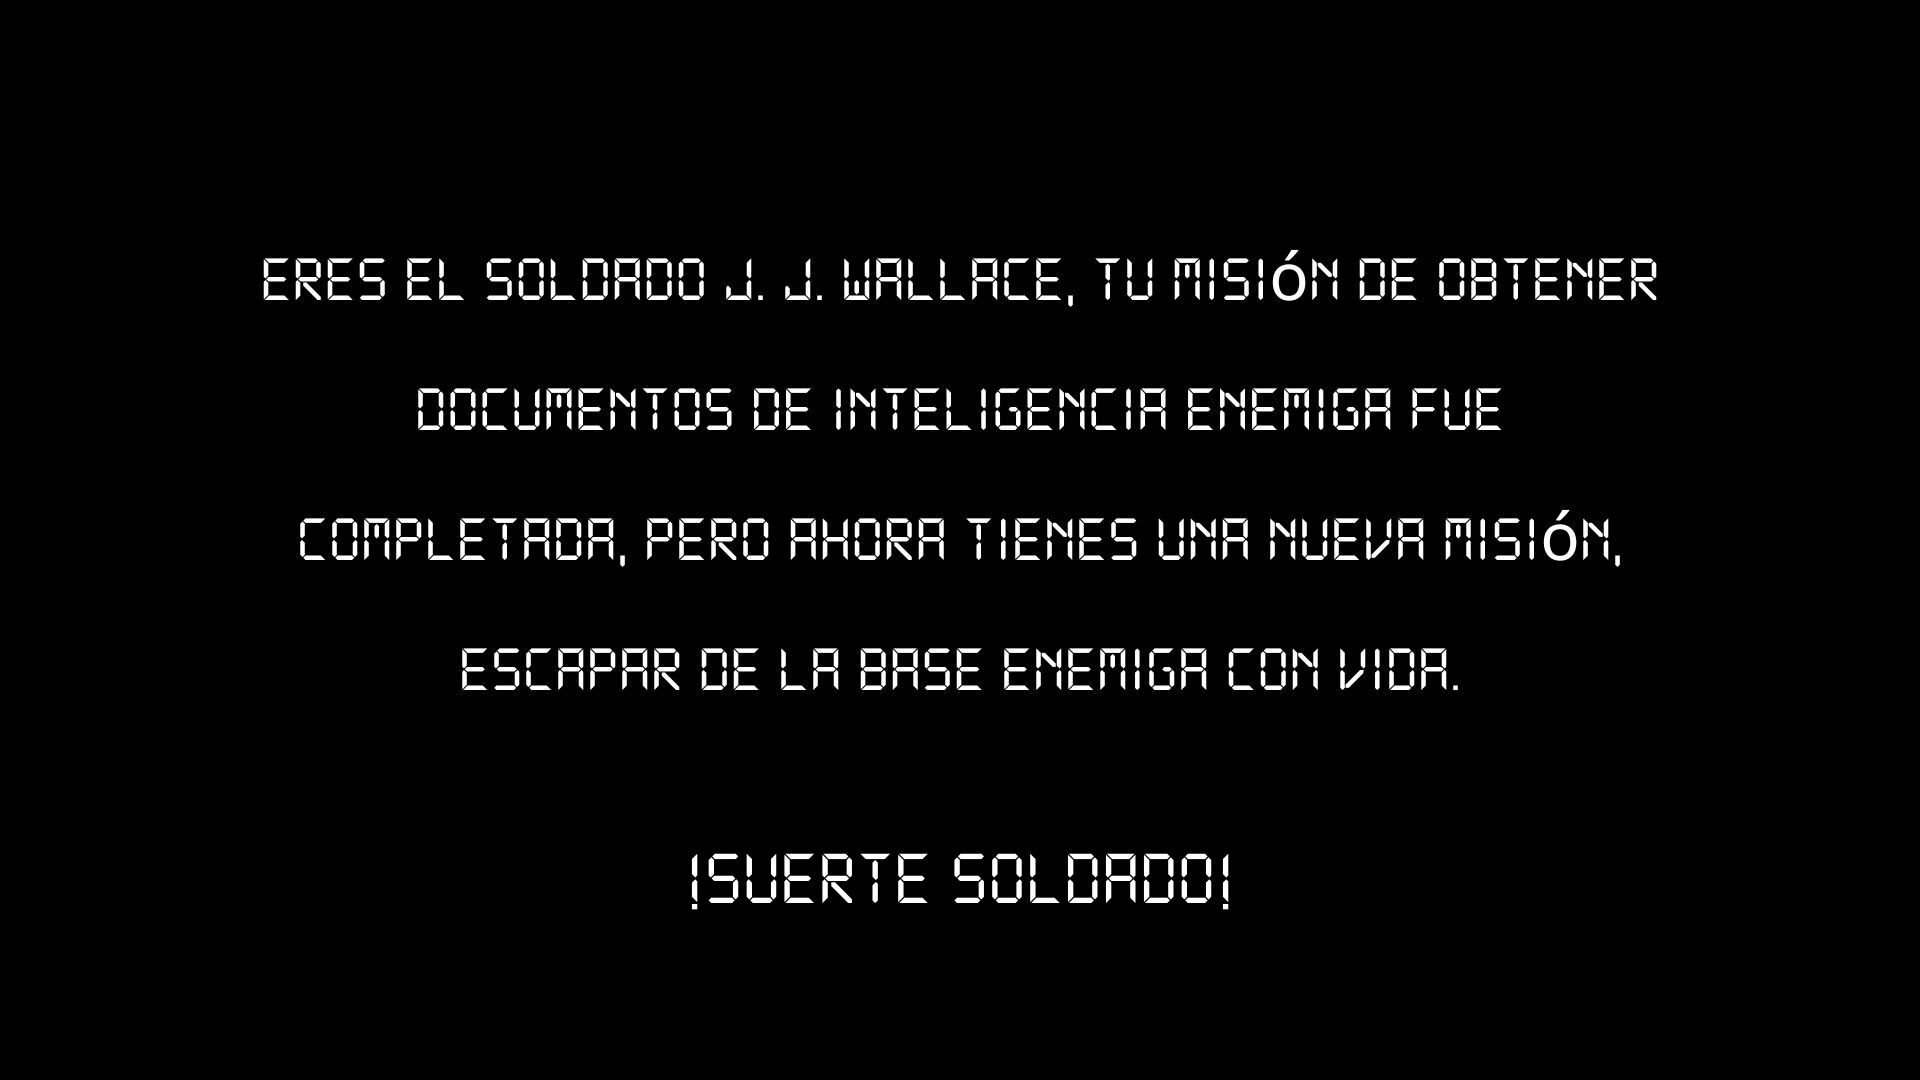 ERES EL SOLDADO J. J. WALLACE, TU MISIÓN DE OBTENER
DOCUMENTOS DE INTELIGENCIA ENEMIGA FUE
COMPLETADA, PERO AHORA TIENES UNA NUEVA MISIÓN,
ESCAPAR DE LA BASE ENEMIGA CON VIDA.
!SUERTE SOLDADO!